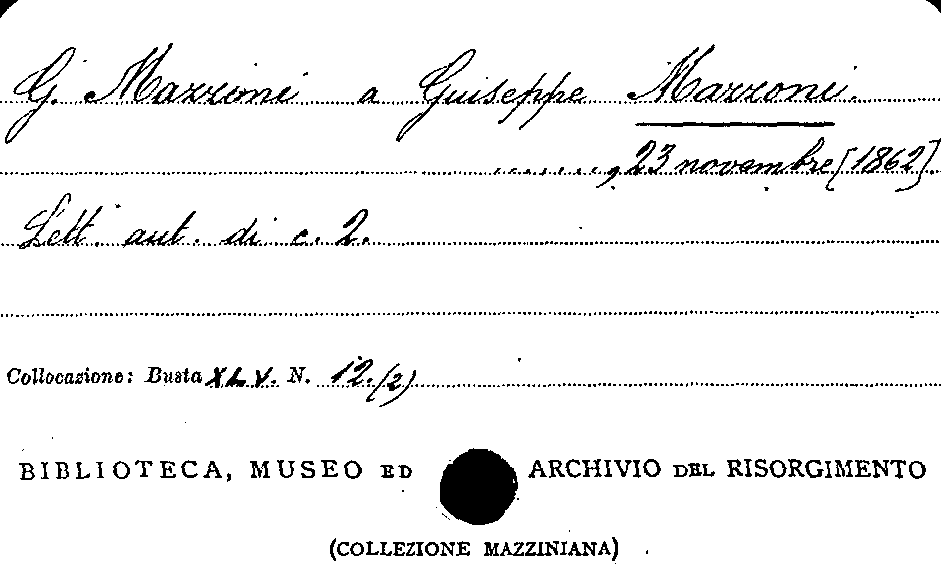 G. Mazzini a Giuseppe Mazzoni.
........, 23 novembre [1862].
Lett. aut. di c. 2.
Collocazione: Busta XLV. N. 12.(2)
BIBLIOTECA, MUSEO ED ARCHIVIO DEL RISORGIMENTO
(COLLEZIONE MAZZINIANA)